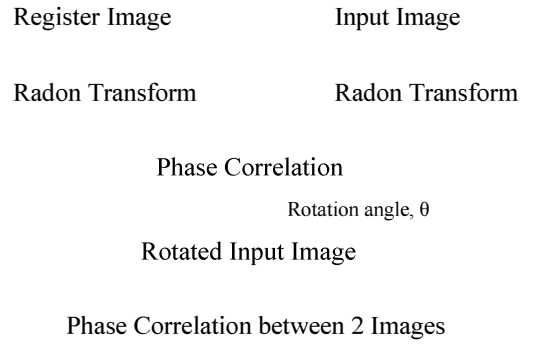 Register Image Input Image
Radon Transform Radon Transform
Phase Correlation
Rotation angle, θ
Rotated Input Image
Phase Correlation between 2 Images